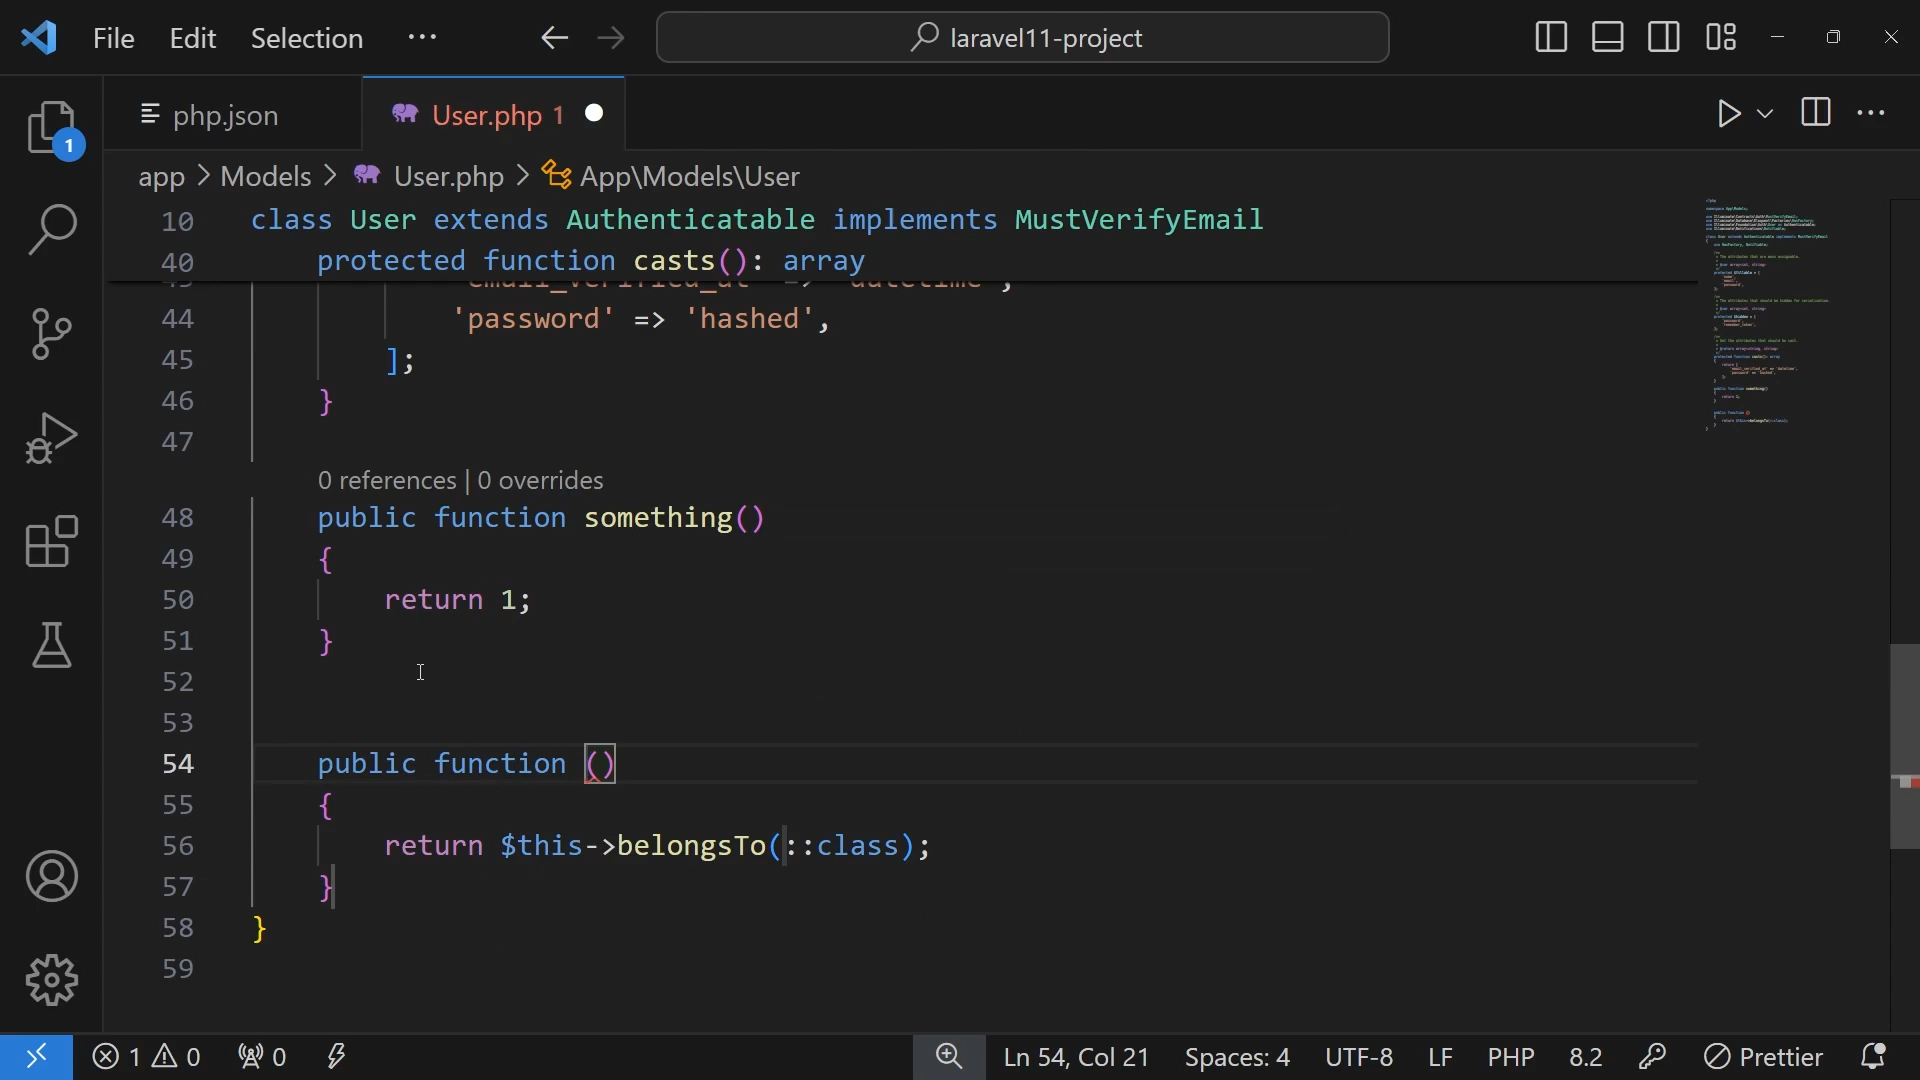 File Edit Selection ··· laravel11-project
php.json User.php 1
1
app > Models > User.php > App\Models\User
10 class User extends Authenticatable implements MustVerifyEmail
40 protected function casts(): array
44 'password' => 'hashed',
45 ];
46 }
47
0 references | 0 overrides
48 public function something()
49 {
50 return 1;
51 }
52
53
54 public function ()
55 {
56 return $this->belongsTo(::class);
57 }
58 }
59
1 0 0 Ln 54, Col 21 Spaces: 4 UTF-8 LF PHP 8.2 Prettier